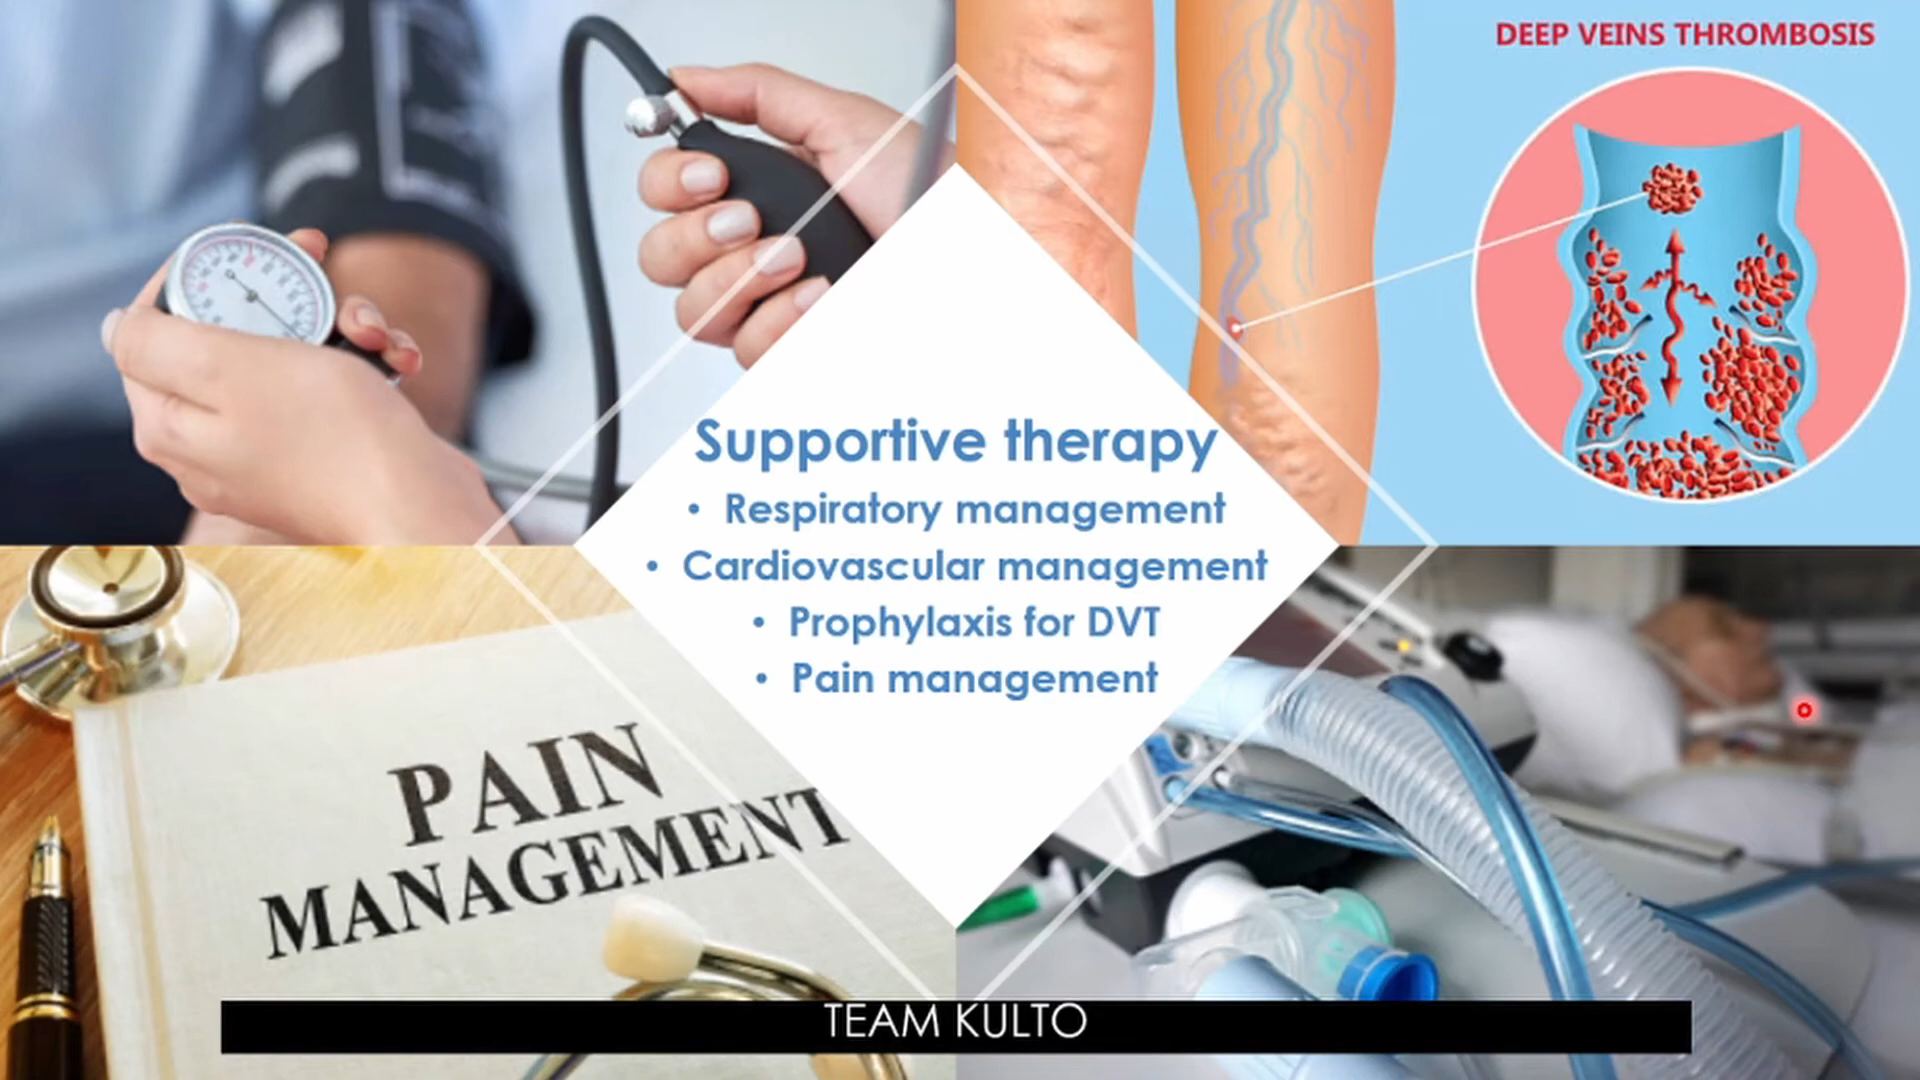 DEEP VEINS THROMBOSIS
Supportive therapy
• Respiratory management
• Cardiovascular management
• Prophylaxis for DVT
• Pain management
PAIN
MANAGEMENT
TEAM KULTO